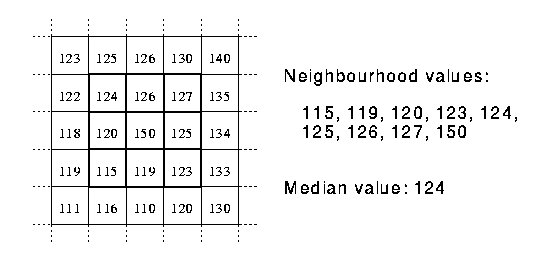 123 125 126 130 140
122 124 126 127 135
118 120 150 125 134
119 115 119 123 133
111 116 110 120 130
Neighbourhood values:
115, 119, 120, 123, 124,
125, 126, 127, 150
Median value: 124